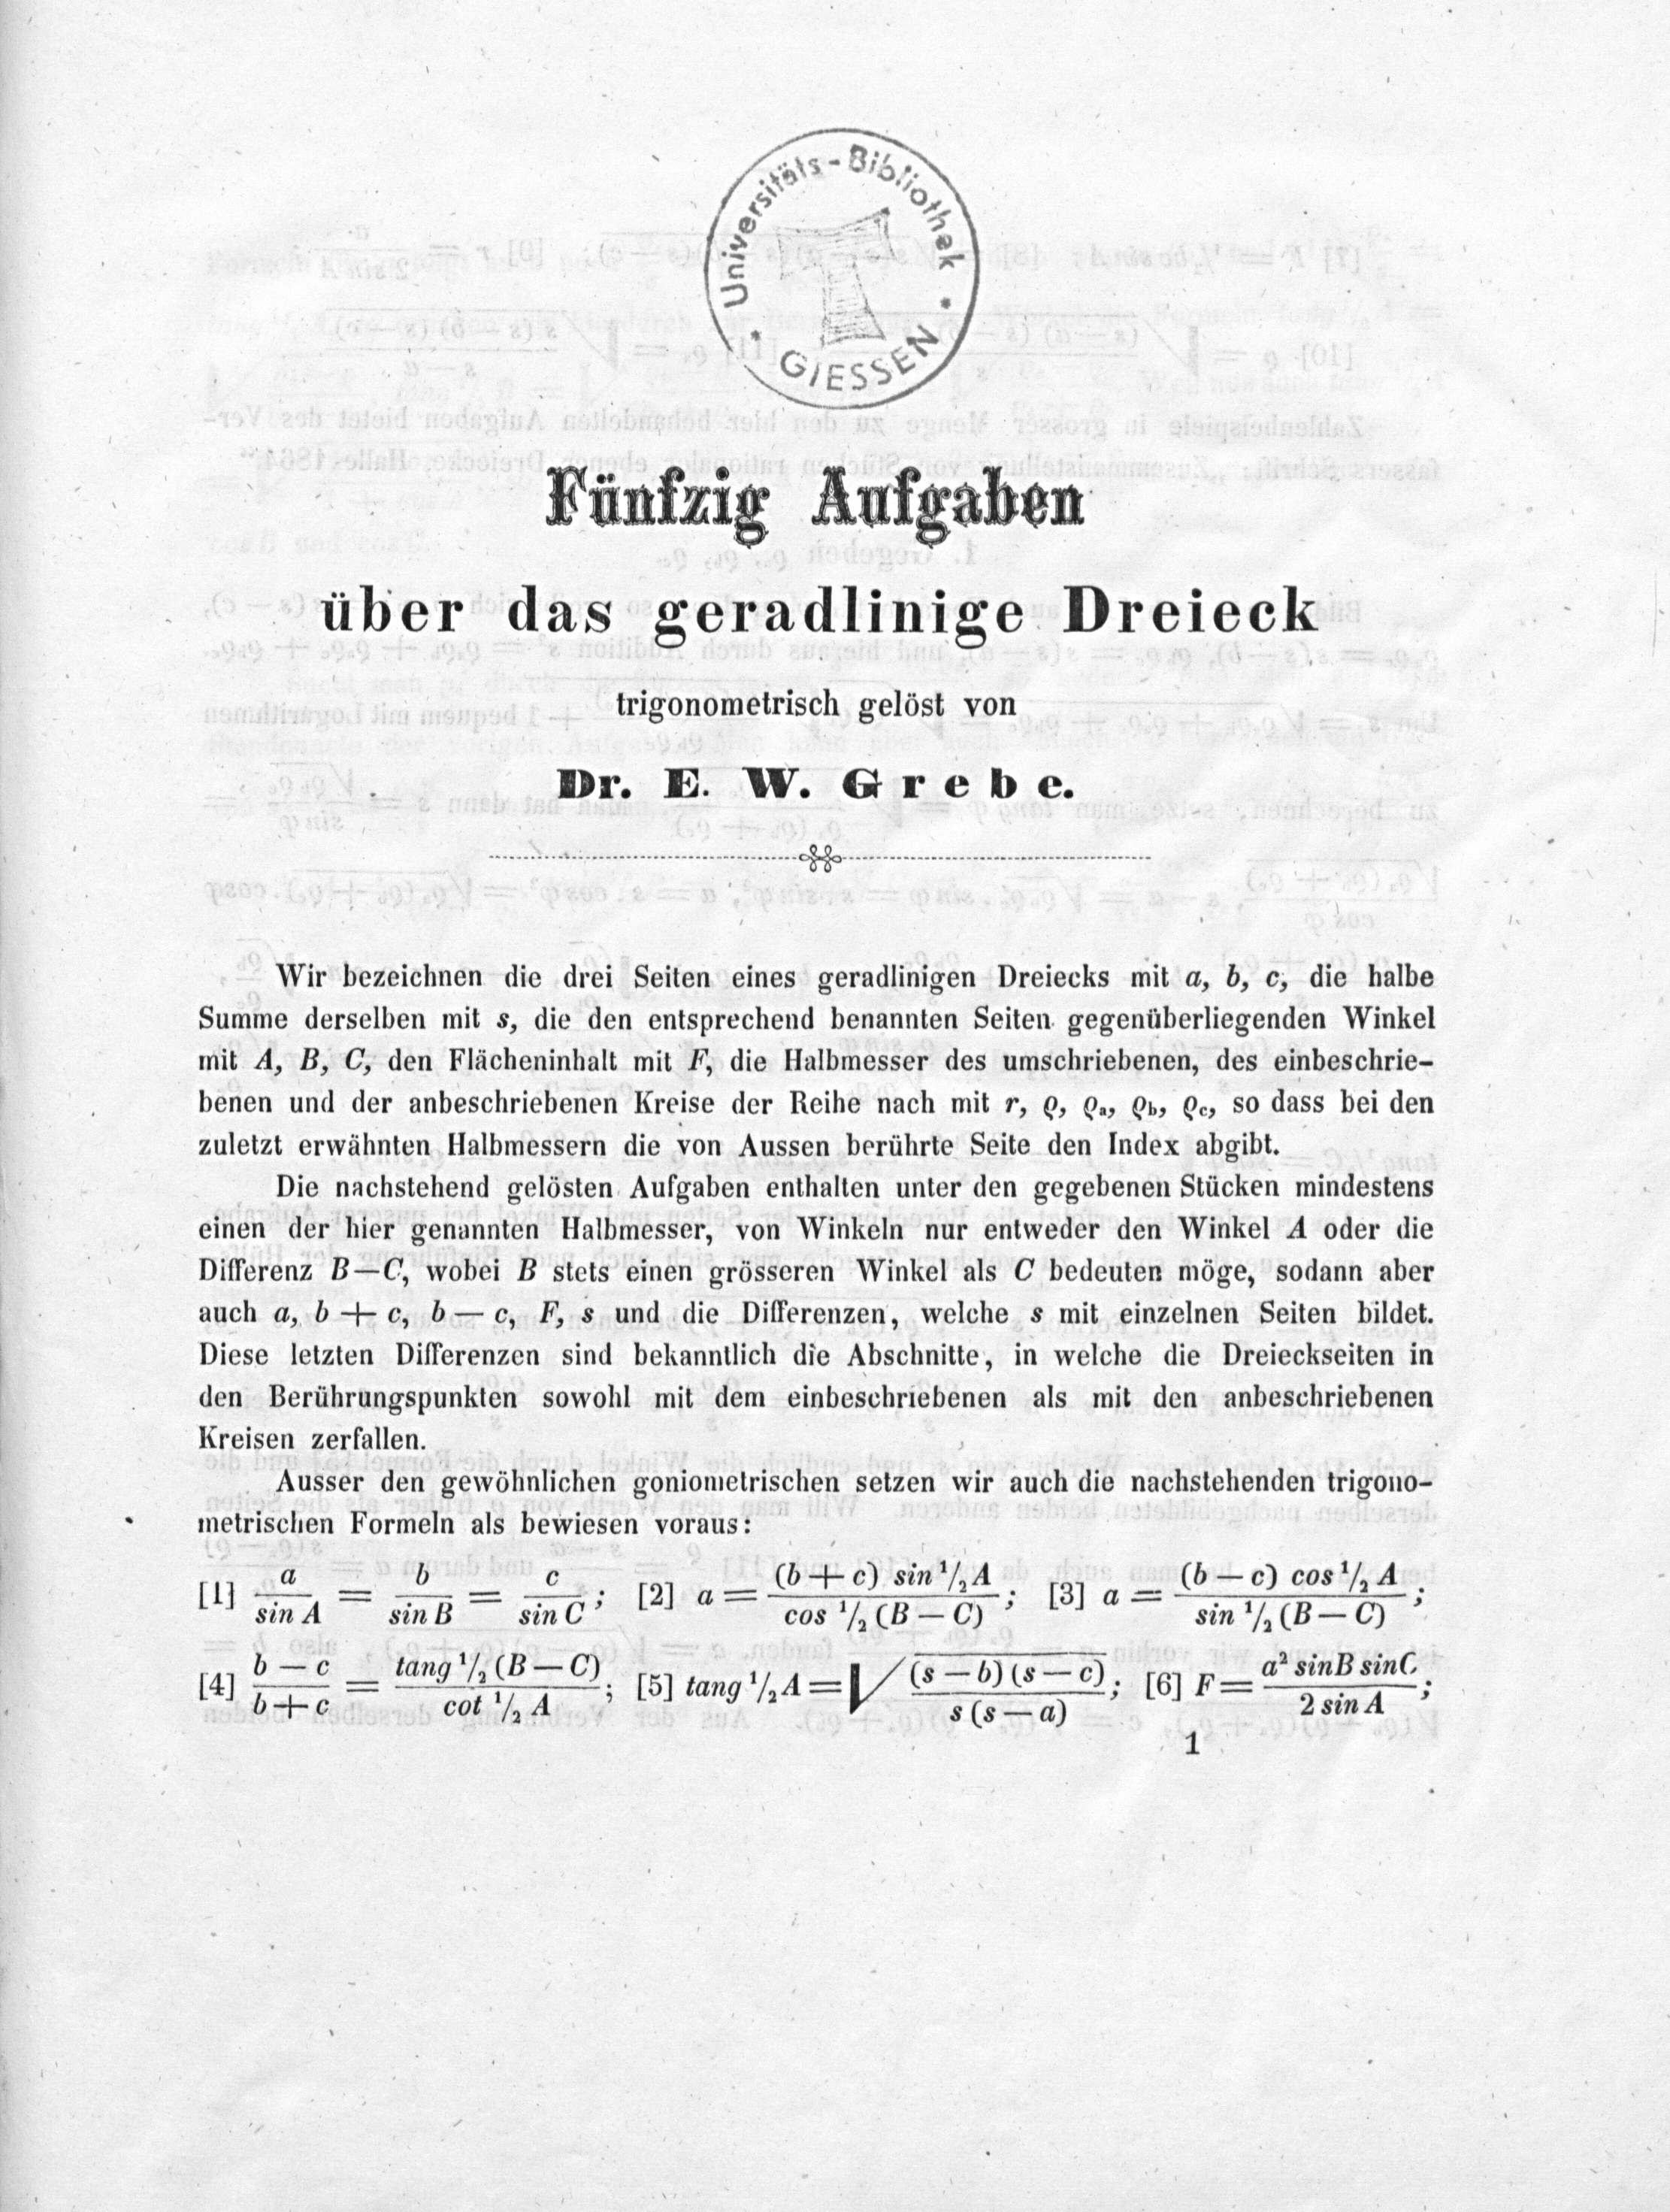 Universitäts-Bibliothek
* GIESSEN *
Fünfzig Aufgaben
über das geradlinige Dreieck
trigonometrisch gelöst von
Dr. E. W. Grebe.
Wir bezeichnen die drei Seiten eines geradlinigen Dreiecks mit a, b, c, die halbe
Summe derselben mit s, die den entsprechend benannten Seiten gegenüberliegenden Winkel
mit A, B, C, den Flächeninhalt mit F, die Halbmesser des umschriebenen, des einbeschrie-
benen und der anbeschriebenen Kreise der Reihe nach mit r, ϱ, ϱₐ, ϱb, ϱc, so dass bei den
zuletzt erwähnten Halbmessern die von Aussen berührte Seite den Index abgibt.
Die nachstehend gelösten Aufgaben enthalten unter den gegebenen Stücken mindestens
einen der hier genannten Halbmesser, von Winkeln nur entweder den Winkel A oder die
Differenz B—C, wobei B stets einen grösseren Winkel als C bedeuten möge, sodann aber
auch a, b + c, b — c, F, s und die Differenzen, welche s mit einzelnen Seiten bildet.
Diese letzten Differenzen sind bekanntlich die Abschnitte, in welche die Dreieckseiten in
den Berührungspunkten sowohl mit dem einbeschriebenen als mit den anbeschriebenen
Kreisen zerfallen.
Ausser den gewöhnlichen goniometrischen setzen wir auch die nachstehenden trigono-
metrischen Formeln als bewiesen voraus:
[1] a / sin A = b / sin B = c / sin C; [2] a = (b + c) sin ½ A / cos ½ (B — C); [3] a = (b — c) cos ½ A / sin ½ (B — C);
[4] b — c / b + c = tang ½ (B — C) / cot ½ A; [5] tang ½ A = √ (s — b) (s — c) / s (s — a); [6] F = a² sin B sin C / 2 sin A;
1